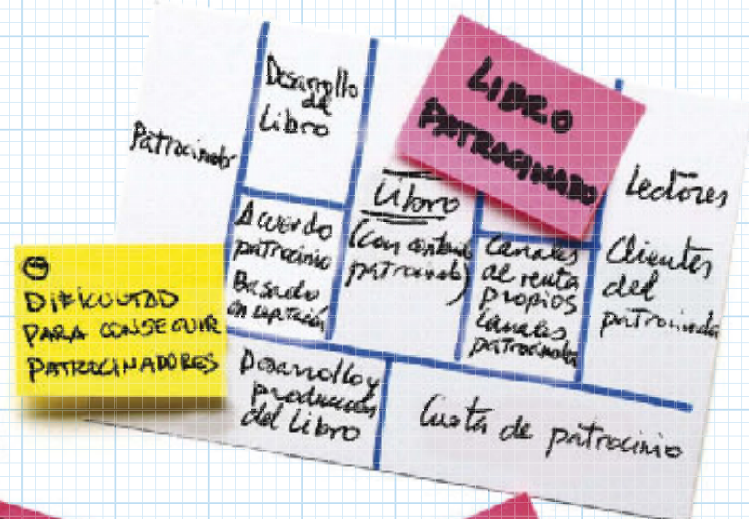 LIBRO
PATROCINADO
Patrocinador
Desarrollo
de
Libro
Acuerdo
patrocinio
Basado
en captación
Libro
(con contenido
patrocinado)
Canales
de venta
propios
Canales
patrocinador
Lectores
Clientes
del
patrocinador
Desarrollo y
producción
del Libro
Cuota de patrocinio
⊖
DIFICULTAD
PARA CONSEGUIR
PATROCINADORES